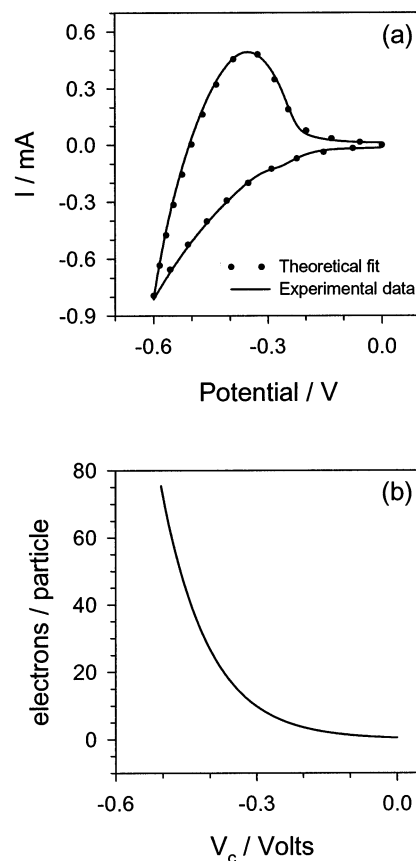 (a)
0.6
0.3
0.0
-0.3
-0.6
-0.9
I / mA
Theoretical fit
Experimental data
-0.6
-0.3
0.0
Potential / V
(b)
80
60
40
20
0
electrons / particle
-0.6
-0.3
0.0
V_c / Volts